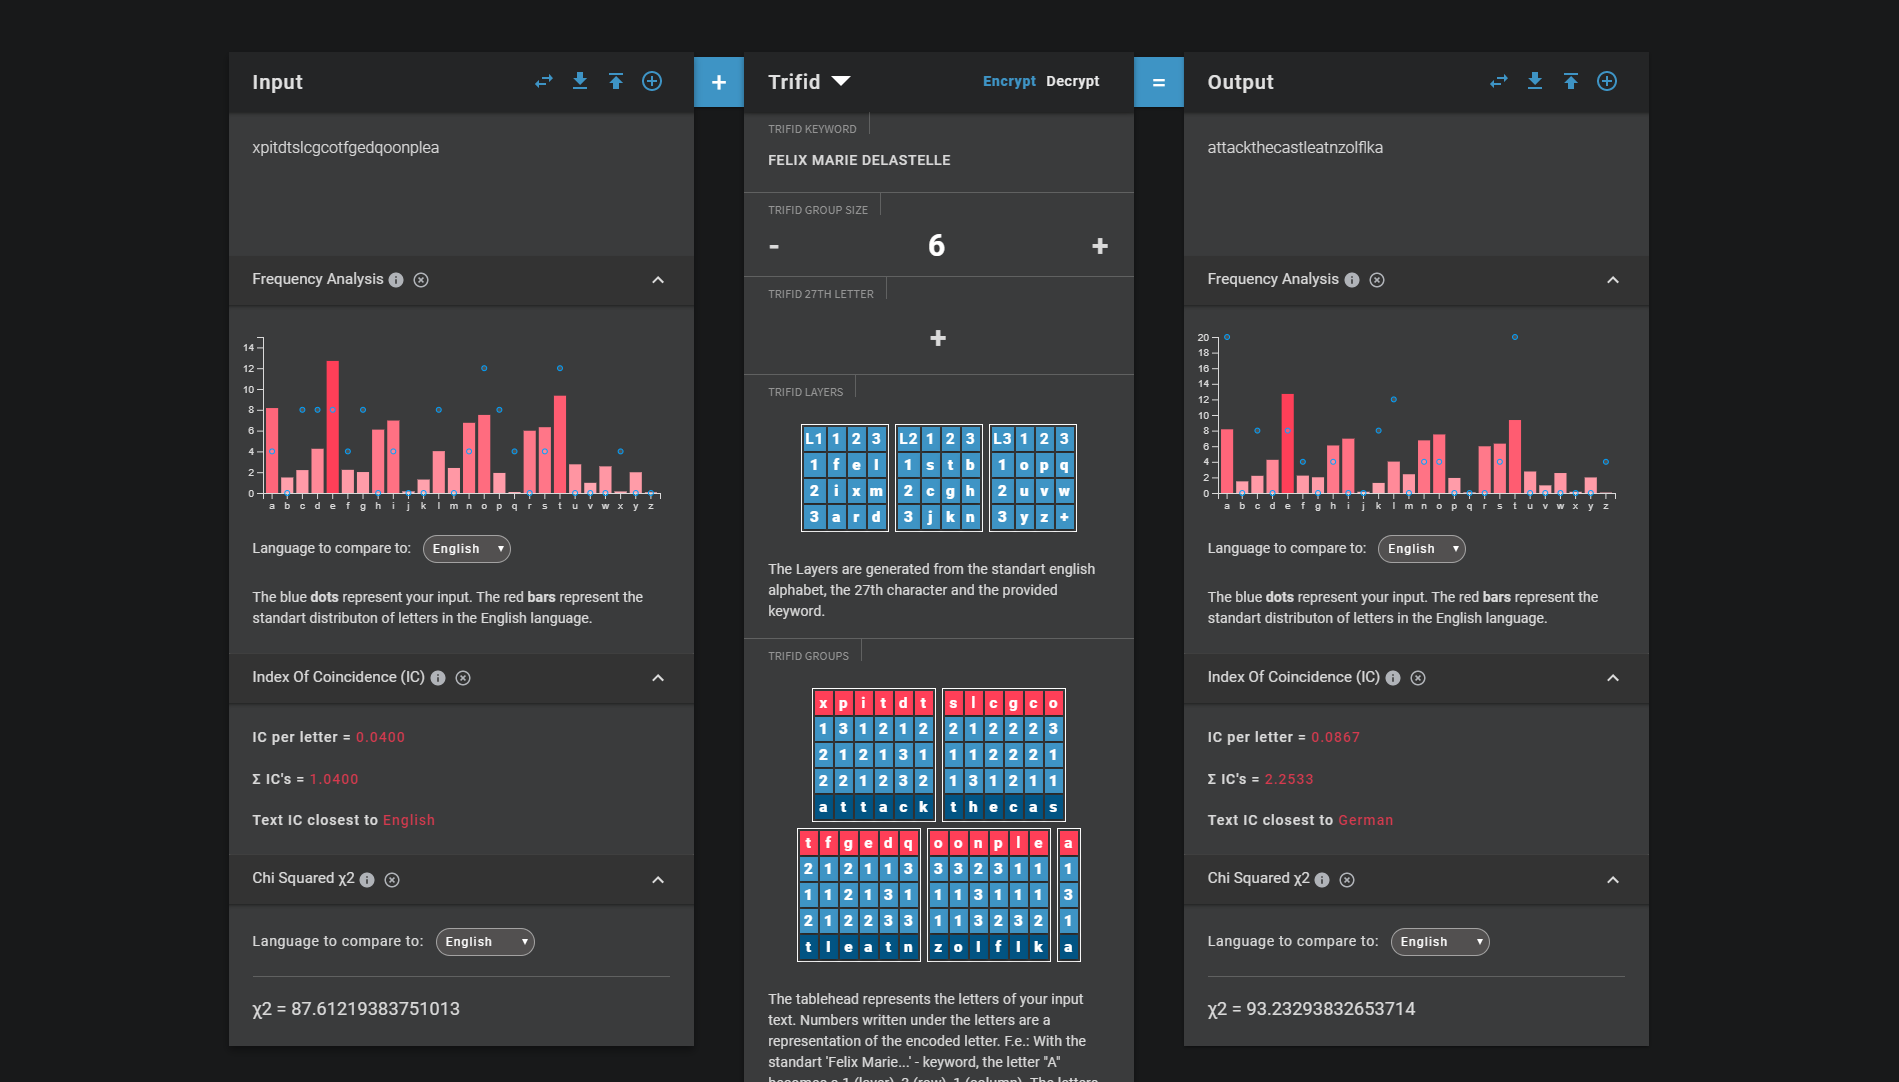 Input
xpitdtslcgcotfgedqoonplea
Frequency Analysis
14
12
10
8
6
4
2
0
a b c d e f g h i j k l m n o p q r s t u v w x y z
Language to compare to: English
The blue dots represent your input. The red bars represent the
standart distributon of letters in the English language.
Index Of Coincidence (IC)
IC per letter = 0.0400
Σ IC's = 1.0400
Text IC closest to English
Chi Squared χ2
Language to compare to: English
χ2 = 87.61219383751013
+
Trifid Encrypt Decrypt
TRIFID KEYWORD
FELIX MARIE DELASTELLE
TRIFID GROUP SIZE
- 6 +
TRIFID 27TH LETTER
+
TRIFID LAYERS
L1 1 2 3 L2 1 2 3 L3 1 2 3
1 f e l 1 s t b 1 o p q
2 i x m 2 c g h 2 u v w
3 a r d 3 j k n 3 y z +
The Layers are generated from the standart english
alphabet, the 27th character and the provided
keyword.
TRIFID GROUPS
x p i t d t s l c g c o
1 3 1 2 1 2 2 1 2 2 2 3
2 1 2 1 3 1 1 1 2 2 2 1
2 2 1 2 3 2 1 3 1 2 1 1
a t t a c k t h e c a s
t f g e d q o o n p l e a
2 1 2 1 1 3 3 3 2 3 1 1 1
1 1 2 1 3 1 1 1 3 1 1 1 3
2 1 2 2 3 3 1 1 3 2 3 2 1
t l e a t n z o l f l k a
The tablehead represents the letters of your input
text. Numbers written under the letters are a
representation of the encoded letter. F.e.: With the
standart 'Felix Marie...' - keyword, the letter "A"
becomes a 1 (layer), 3 (row), 1 (column). The letters
=
Output
attackthecastleatnzolflka
Frequency Analysis
20
18
16
14
12
10
8
6
4
2
0
a b c d e f g h i j k l m n o p q r s t u v w x y z
Language to compare to: English
The blue dots represent your input. The red bars represent the
standart distributon of letters in the English language.
Index Of Coincidence (IC)
IC per letter = 0.0867
Σ IC's = 2.2533
Text IC closest to German
Chi Squared χ2
Language to compare to: English
χ2 = 93.23293832653714